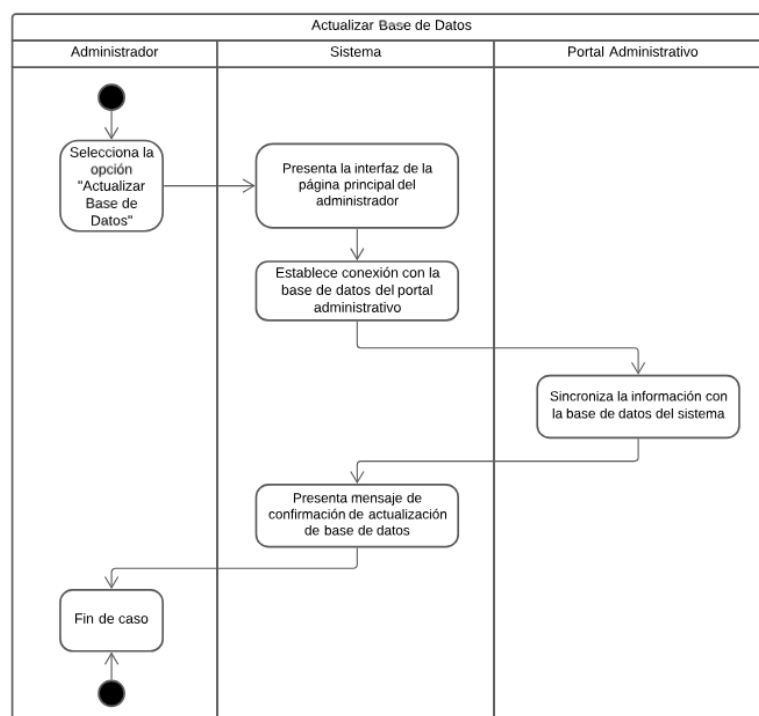 Actualizar Base de Datos
Administrador
Sistema
Portal Administrativo
Selecciona la
opción
"Actualizar
Base de
Datos"
Presenta la interfaz de la
página principal del
administrador
Establece conexión con la
base de datos del portal
administrativo
Sincroniza la información con
la base de datos del sistema
Presenta mensaje de
confirmación de actualización
de base de datos
Fin de caso